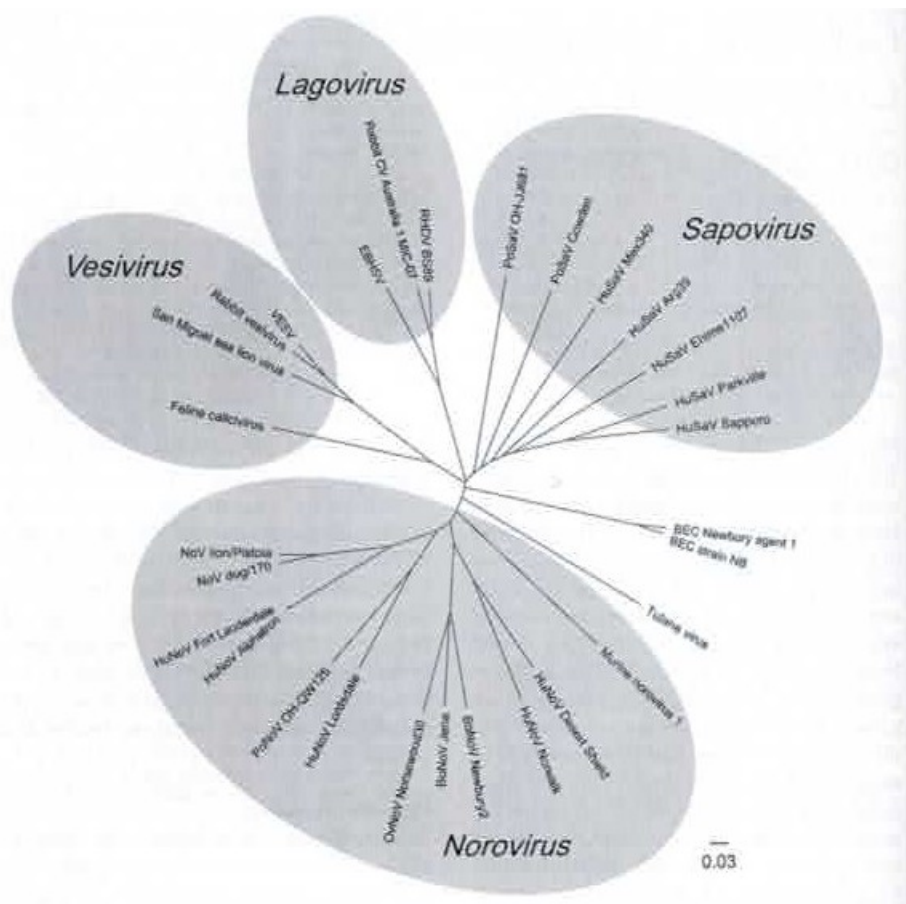 Lagovirus
Rabbit CV Australia 1 MIC-07
RHDV BS89
EBHSV
Sapovirus
PoSaV OH-JJ681
PoSaV Cowden
HuSaV Mex340
HuSaV Arg39
HuSaV Ehime1107
HuSaV Parkville
HuSaV Sapporo
Vesivirus
VESV
Rabbit vesivirus
San Miguel sea lion virus
Feline calicivirus
BEC Newbury agent 1
BEC strain NB
Tulane virus
Murine norovirus 1
HuNoV Desert Shield
HuNoV Norwalk
BoNoV Newbury2
BoNoV Jena
OvNoV Norsewood30
HuNoV Lordsdale
PoNoV OH-QW125
HuNoV Alphatron
HuNoV Fort Lauderdale
NoV dog/170
NoV lion/Pistoia
Norovirus
0.03